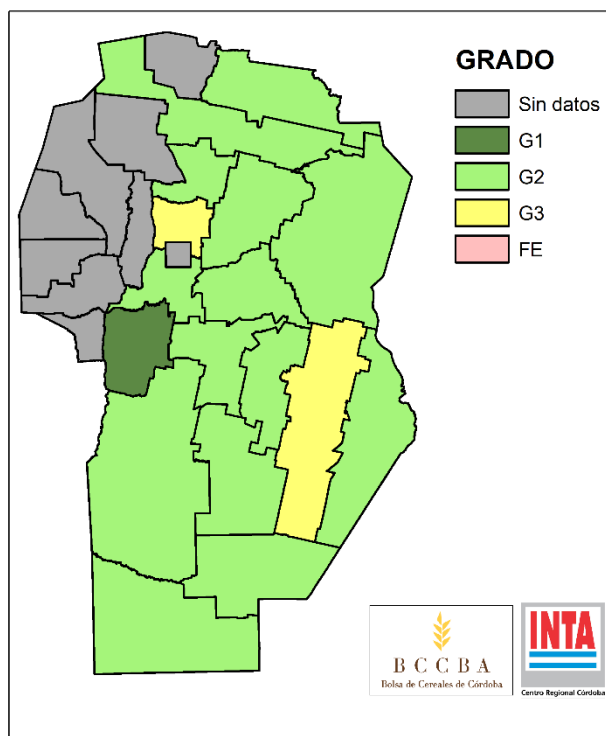 GRADO
Sin datos
G1
G2
G3
FE
BCCBA
Bolsa de Cereales de Córdoba
INTA
Centro Regional Córdoba